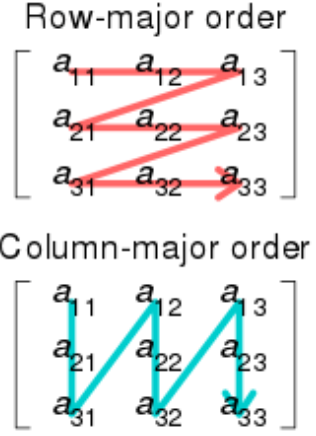 Row-major order
a11 a12 a13
a21 a22 a23
a31 a32 a33
Column-major order
a11 a12 a13
a21 a22 a23
a31 a32 a33